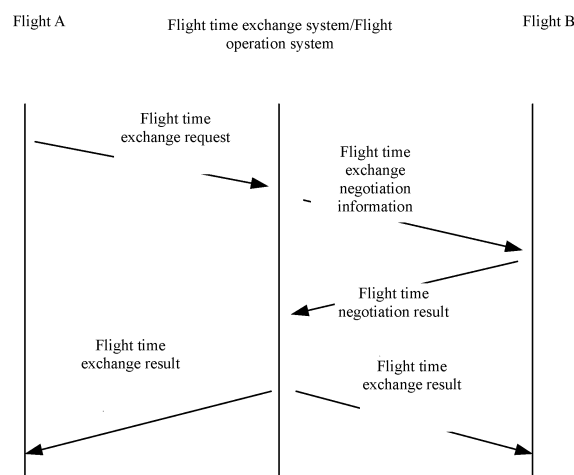 Flight A
Flight time exchange system/Flight
operation system
Flight B
Flight time
exchange request
Flight time
exchange
negotiation
information
Flight time
negotiation result
Flight time
exchange result
Flight time
exchange result